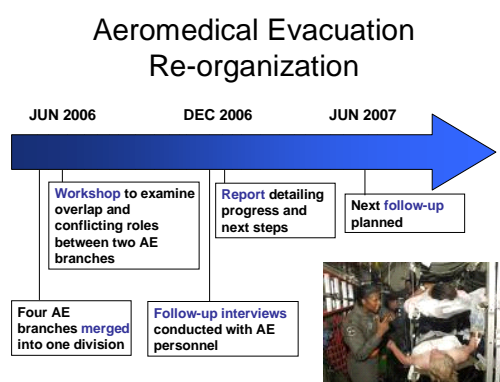 Aeromedical Evacuation
Re-organization
JUN 2006
DEC 2006
JUN 2007
Workshop to examine
overlap and
conflicting roles
between two AE
branches
Report detailing
progress and
next steps
Next follow-up
planned
Four AE
branches merged
into one division
Follow-up interviews
conducted with AE
personnel